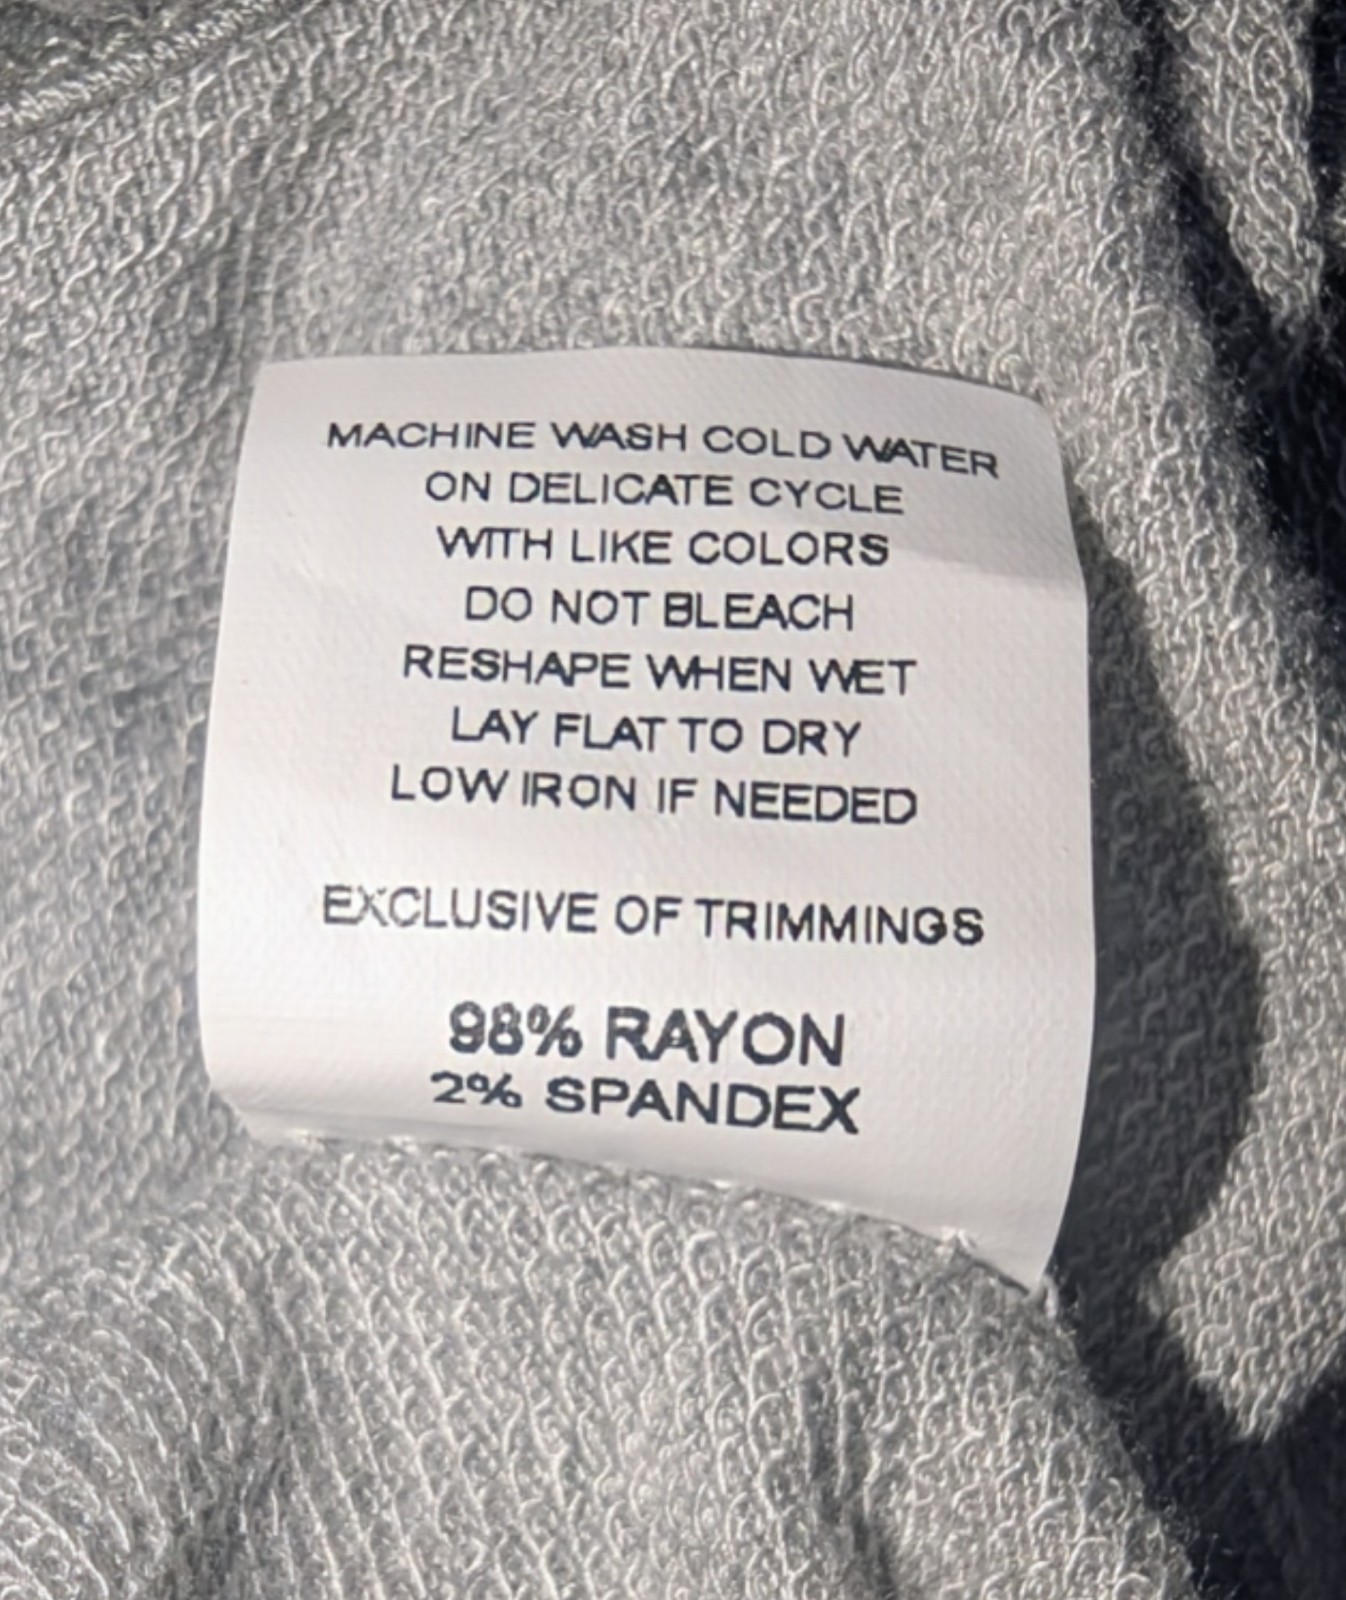 MACHINE WASH COLD WATER
ON DELICATE CYCLE
WITH LIKE COLORS
DO NOT BLEACH
RESHAPE WHEN WET
LAY FLAT TO DRY
LOW IRON IF NEEDED
EXCLUSIVE OF TRIMMINGS
98% RAYON
2% SPANDEX